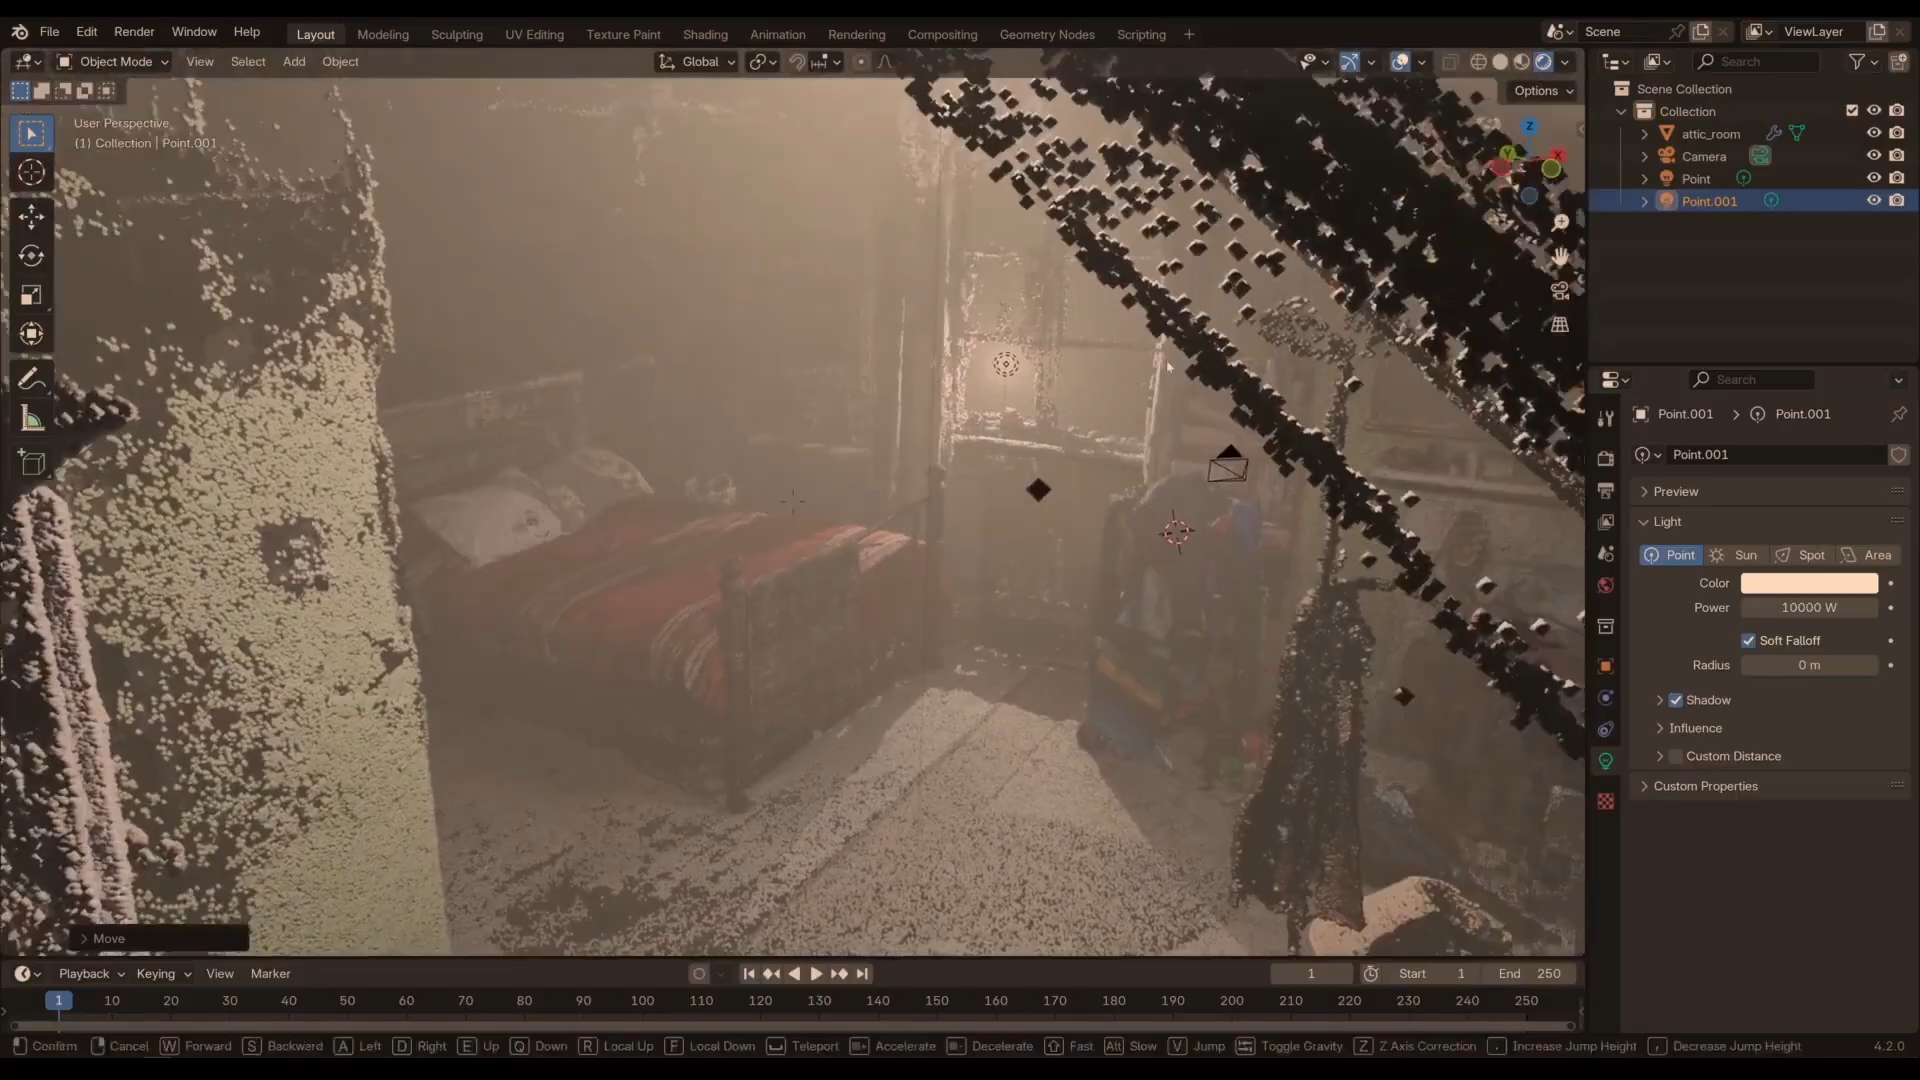 File Edit Render Window Help Layout Modeling Sculpting UV Editing Texture Paint Shading Animation Rendering Compositing Geometry Nodes Scripting + Scene ViewLayer
Object Mode View Select Add Object Global Search
Options
User Perspective
(1) Collection | Point.001
Z
Y
X
Scene Collection
Collection
attic_room
Camera
Point
Point.001
Search
Point.001 > Point.001
Point.001
Preview
Light
Point Sun Spot Area
Color
Power 10000 W
Soft Falloff
Radius 0 m
Shadow
Influence
Custom Distance
Custom Properties
Move
Playback Keying View Marker 1 Start 1 End 250
1 10 20 30 40 50 60 70 80 90 100 110 120 130 140 150 160 170 180 190 200 210 220 230 240 250
Confirm Cancel W Forward S Backward A Left D Right E Up Q Down R Local Up F Local Down Teleport Accelerate Decelerate Fast Alt Slow V Jump Toggle Gravity Z Z Axis Correction . Increase Jump Height , Decrease Jump Height 4.2.0